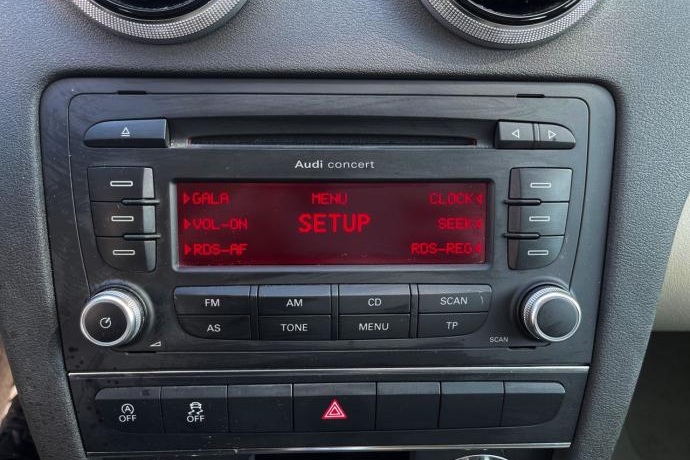 Audi concert
GALA MENU CLOCK
VOL-ON SETUP SEEK
RDS-AF RDS-REG
FM AM CD SCAN
AS TONE MENU TP
SCAN
OFF OFF